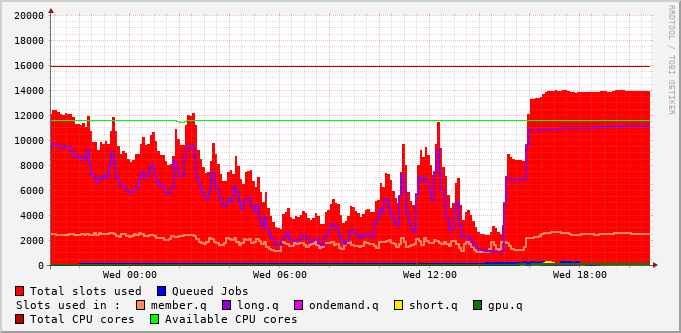 20000
18000
16000
14000
12000
10000
8000
6000
4000
2000
0
Wed 00:00 Wed 06:00 Wed 12:00 Wed 18:00
RRDTOOL / TOBI OETIKER
Total slots used Queued Jobs
Slots used in : member.q long.q ondemand.q short.q gpu.q
Total CPU cores Available CPU cores